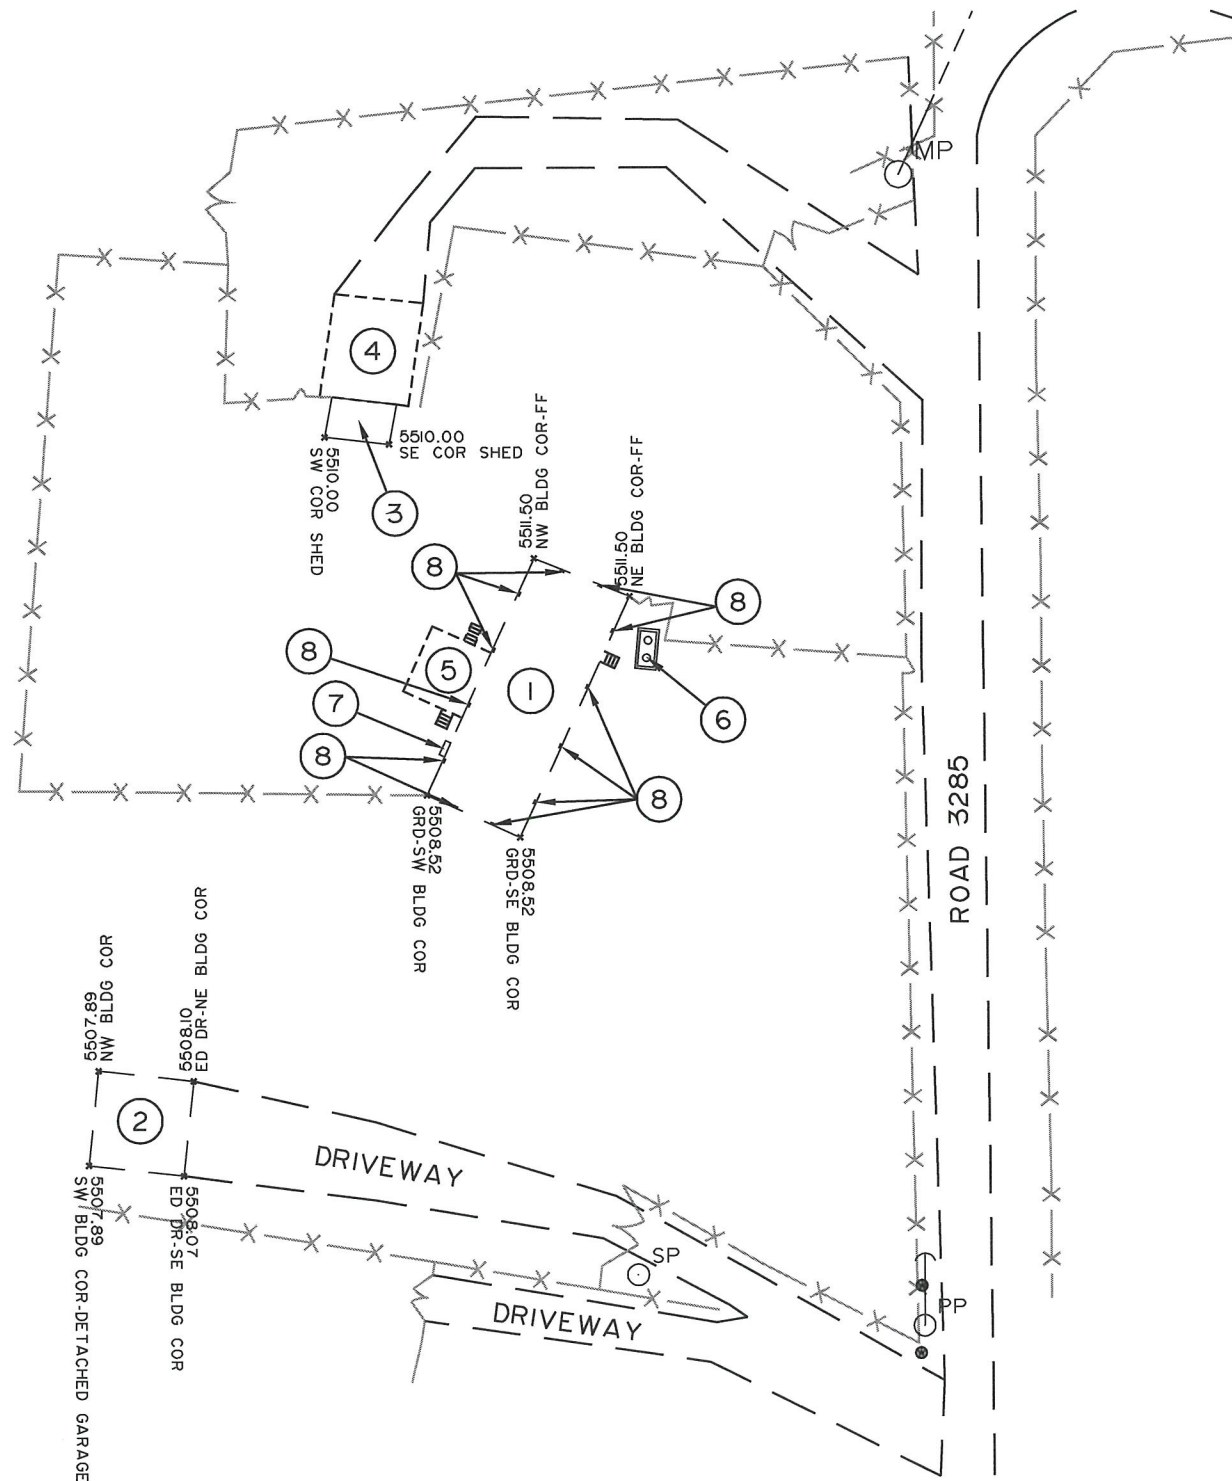 MP
4
5510.00
SE COR SHED
5510.00
SW COR SHED
3
5511.50
NW BLDG COR-FF
5511.50
NE BLDG COR-FF
8
8
8
5
1
7
6
8
8
5508.52
GRD-SW BLDG COR
5508.52
GRD-SE BLDG COR
ROAD 3285
5507.89
NW BLDG COR
5508.10
ED DR-NE BLDG COR
2
DRIVEWAY
5507.89
SW BLDG COR-DETACHED GARAGE
5508.07
ED DR-SE BLDG COR
SP
DRIVEWAY
PP